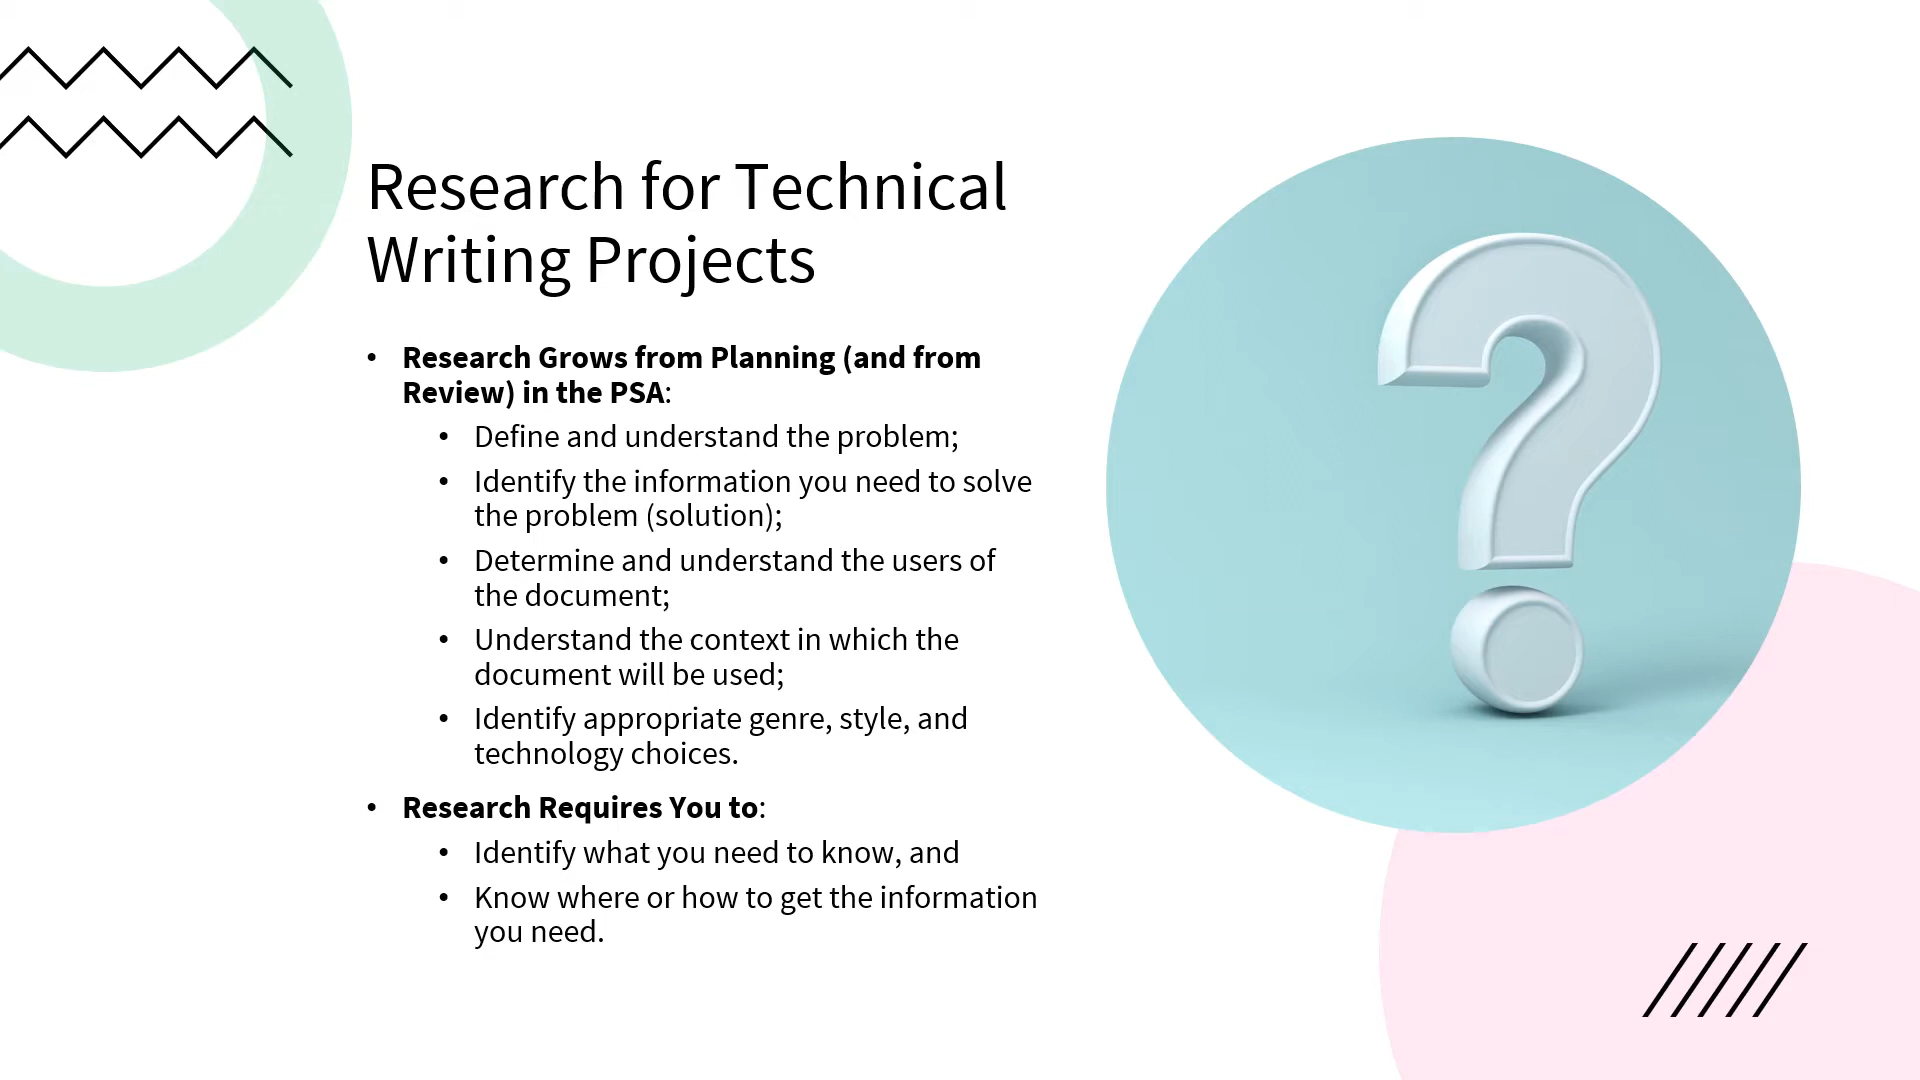 Research for Technical
Writing Projects
• Research Grows from Planning (and from
Review) in the PSA:
• Define and understand the problem;
• Identify the information you need to solve
the problem (solution);
• Determine and understand the users of
the document;
• Understand the context in which the
document will be used;
• Identify appropriate genre, style, and
technology choices.
• Research Requires You to:
• Identify what you need to know, and
• Know where or how to get the information
you need.
?